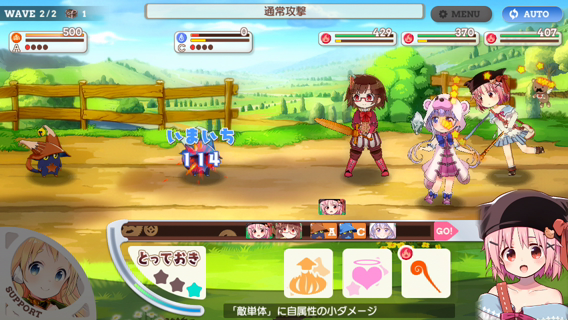 WAVE 2/2 1
通常攻撃
MENU
AUTO
500
A
0
C
429
370
407
いまいち
114
A
C
GO!
とっておき
SUPPORT
「敵単体」に自属性の小ダメージ